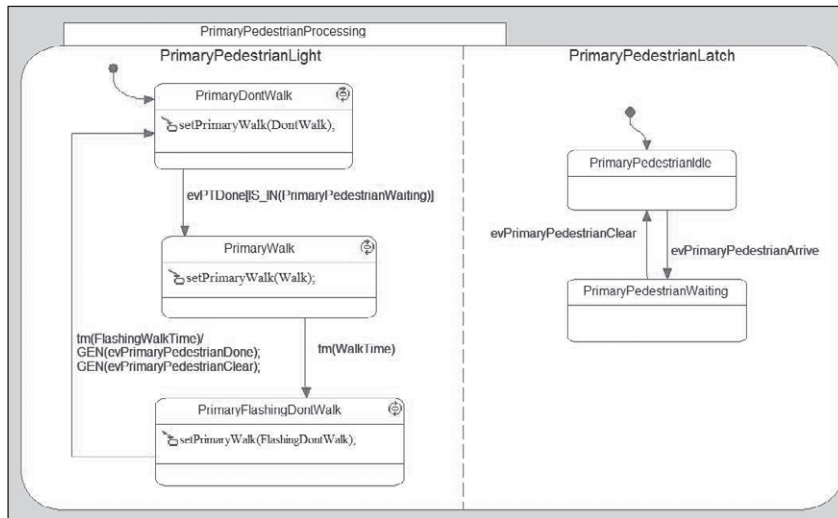 PrimaryPedestrianProcessing
PrimaryPedestrianLight
PrimaryDontWalk
setPrimaryWalk(DontWalk);
evPTDone[IS_IN(PrimaryPedestrianWaiting)]
PrimaryWalk
setPrimaryWalk(Walk);
tm(FlashingWalkTime)/
GEN(evPrimaryPedestrianDone);
GEN(evPrimaryPedestrianClear);
tm(WalkTime)
PrimaryFlashingDontWalk
setPrimaryWalk(FlashingDontWalk);
PrimaryPedestrianLatch
PrimaryPedestrianIdle
evPrimaryPedestrianClear
evPrimaryPedestrianArrive
PrimaryPedestrianWaiting